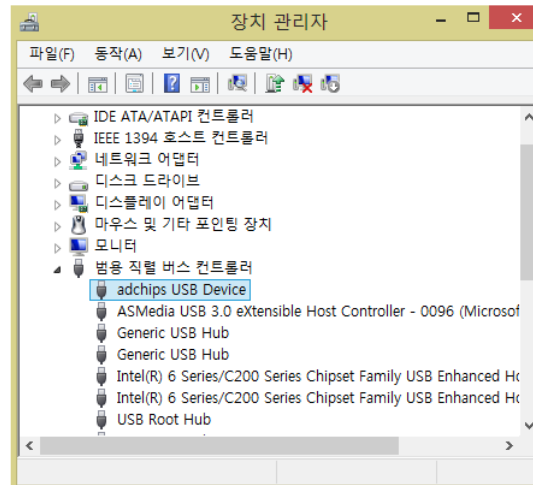 장치 관리자
파일(F) 동작(A) 보기(V) 도움말(H)
IDE ATA/ATAPI 컨트롤러
IEEE 1394 호스트 컨트롤러
네트워크 어댑터
디스크 드라이브
디스플레이 어댑터
마우스 및 기타 포인팅 장치
모니터
범용 직렬 버스 컨트롤러
adchips USB Device
ASMedia USB 3.0 eXtensible Host Controller - 0096 (Microsof
Generic USB Hub
Generic USB Hub
Intel(R) 6 Series/C200 Series Chipset Family USB Enhanced Ho
Intel(R) 6 Series/C200 Series Chipset Family USB Enhanced Ho
USB Root Hub